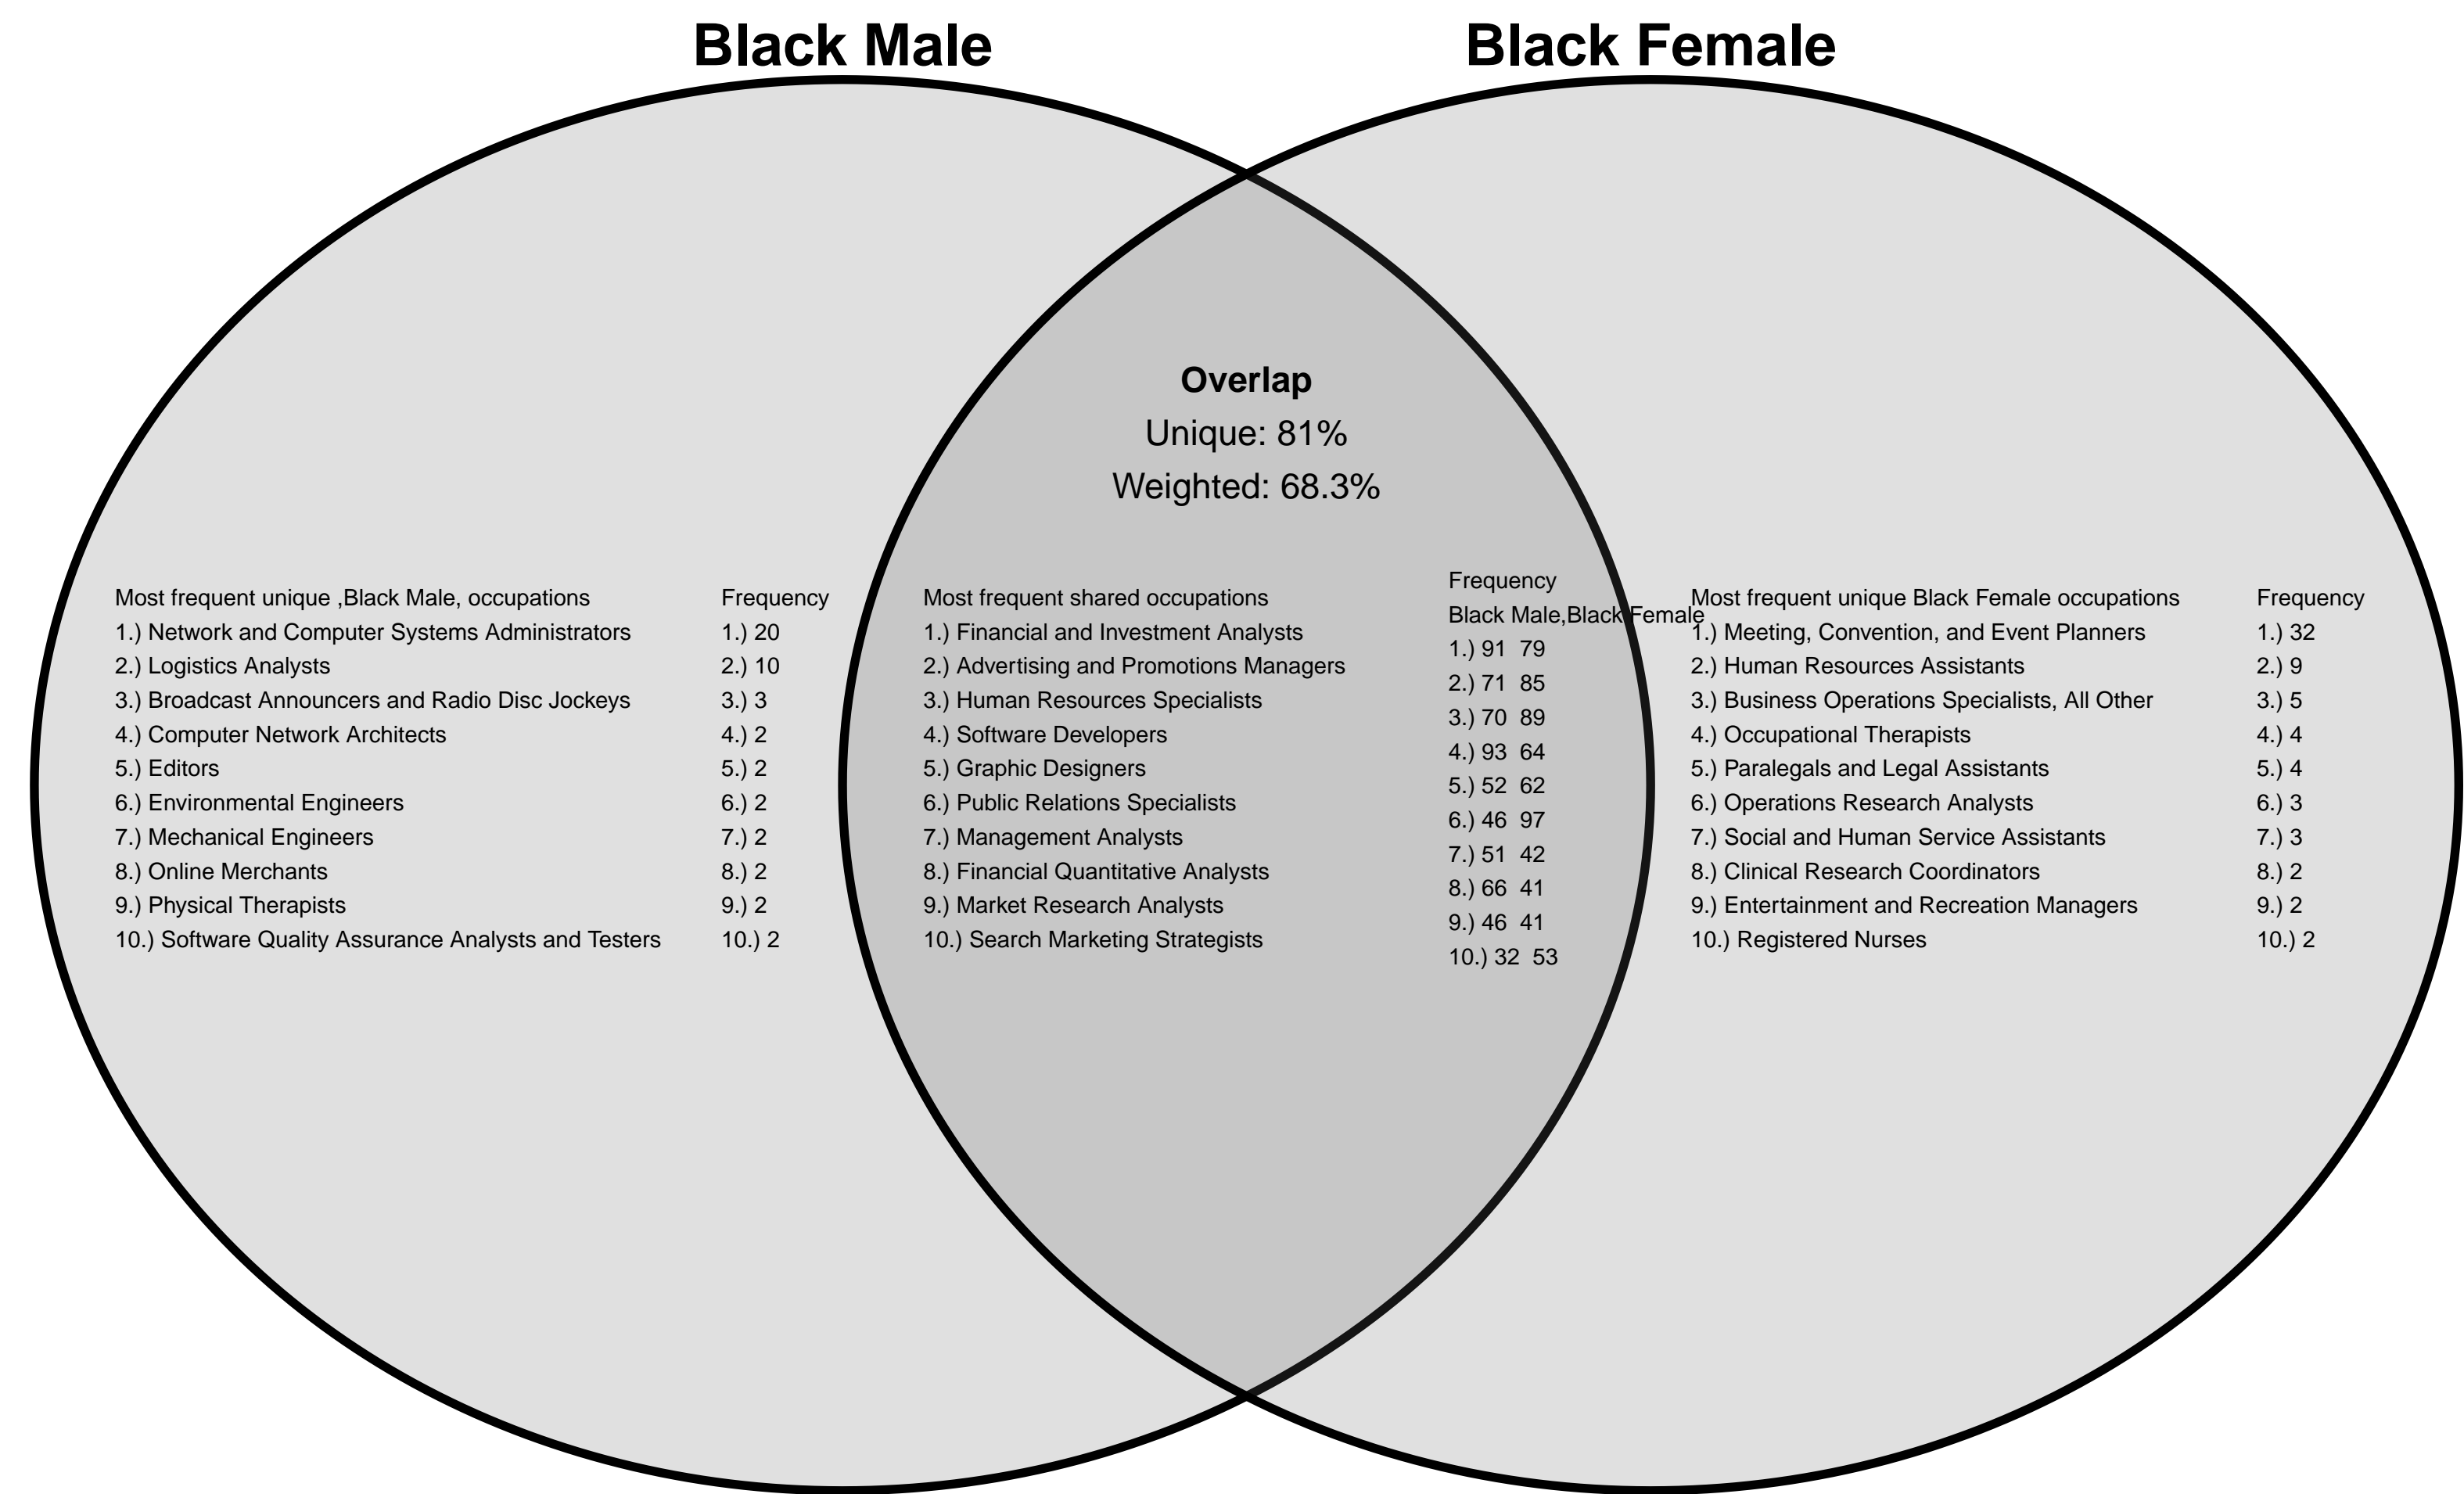 Black Male
Black Female
Overlap
Unique: 81%
Weighted: 68.3%
Most frequent unique ,Black Male, occupations
1.) Network and Computer Systems Administrators
2.) Logistics Analysts
3.) Broadcast Announcers and Radio Disc Jockeys
4.) Computer Network Architects
5.) Editors
6.) Environmental Engineers
7.) Mechanical Engineers
8.) Online Merchants
9.) Physical Therapists
10.) Software Quality Assurance Analysts and Testers
Frequency
1.) 20
2.) 10
3.) 3
4.) 2
5.) 2
6.) 2
7.) 2
8.) 2
9.) 2
10.) 2
Most frequent shared occupations
1.) Financial and Investment Analysts
2.) Advertising and Promotions Managers
3.) Human Resources Specialists
4.) Software Developers
5.) Graphic Designers
6.) Public Relations Specialists
7.) Management Analysts
8.) Financial Quantitative Analysts
9.) Market Research Analysts
10.) Search Marketing Strategists
Frequency
Black Male,Black Female
1.) 91 79
2.) 71 85
3.) 70 89
4.) 93 64
5.) 52 62
6.) 46 97
7.) 51 42
8.) 66 41
9.) 46 41
10.) 32 53
Most frequent unique Black Female occupations
1.) Meeting, Convention, and Event Planners
2.) Human Resources Assistants
3.) Business Operations Specialists, All Other
4.) Occupational Therapists
5.) Paralegals and Legal Assistants
6.) Operations Research Analysts
7.) Social and Human Service Assistants
8.) Clinical Research Coordinators
9.) Entertainment and Recreation Managers
10.) Registered Nurses
Frequency
1.) 32
2.) 9
3.) 5
4.) 4
5.) 4
6.) 3
7.) 3
8.) 2
9.) 2
10.) 2